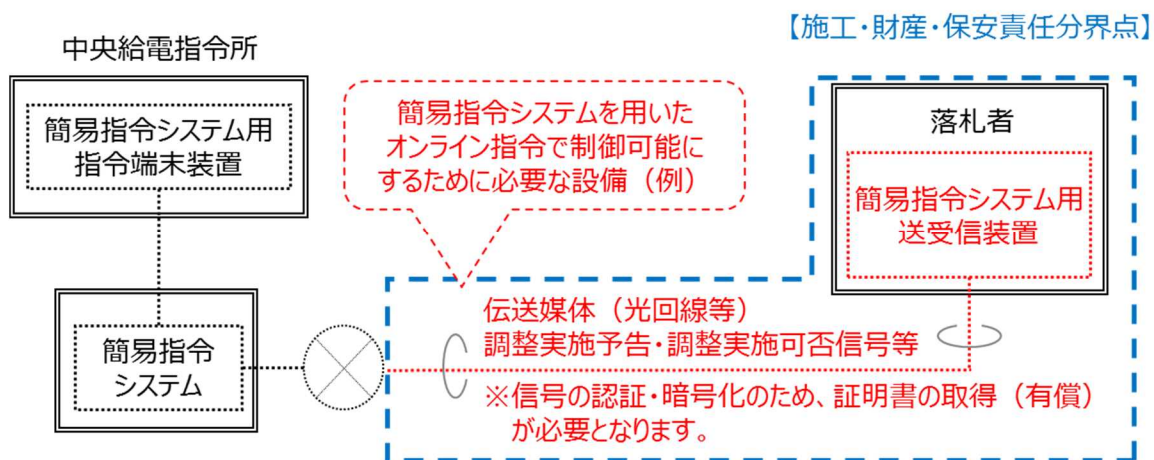 【施工・財産・保安責任分界点】
中央給電指令所
簡易指令システム用
指令端末装置
簡易指令システムを用いた
オンライン指令で制御可能に
するために必要な設備（例）
落札者
簡易指令システム用
送受信装置
簡易指令
システム
伝送媒体（光回線等）
調整実施予告・調整実施可否信号等
※信号の認証・暗号化のため、証明書の取得（有償）
が必要となります。